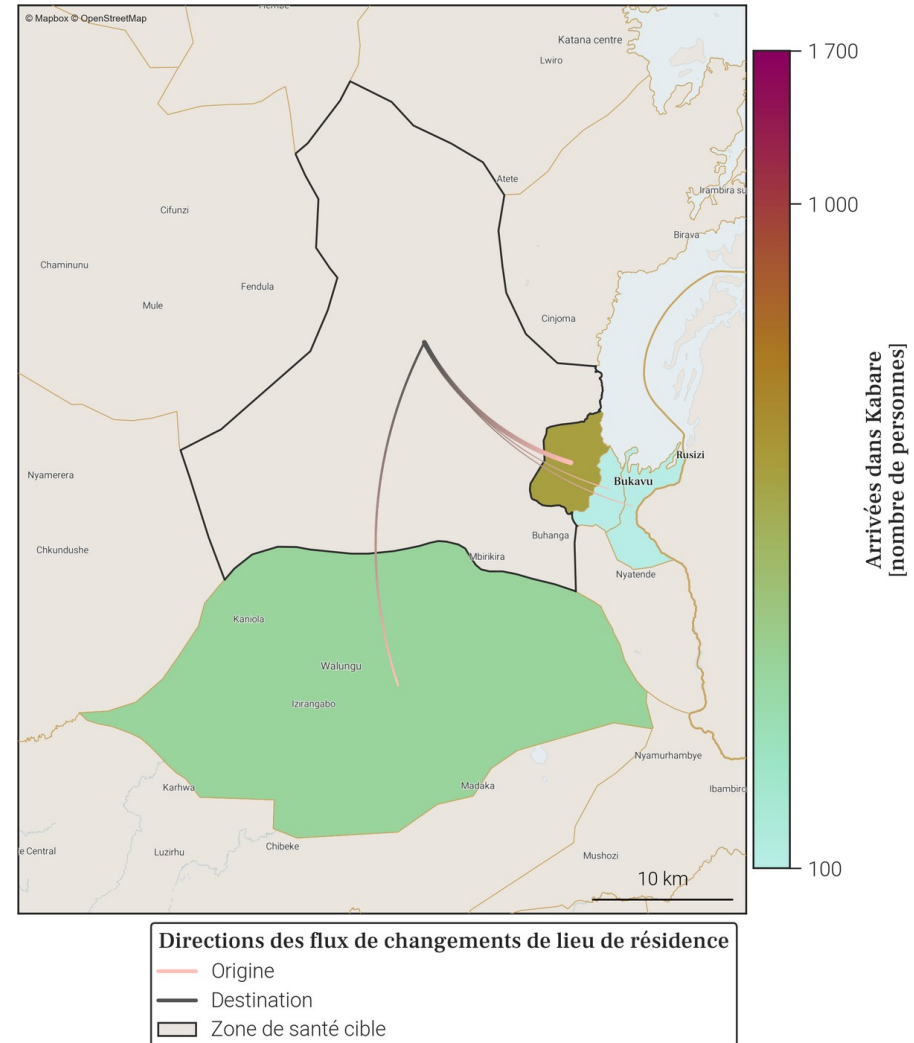 © Mapbox © OpenStreetMap
Katana centre
Lwiro
1 700
Atete
Irambira su
1 000
Cifunzi
Birava
Chaminunu
Fendula
Mule
Cinjoma
Arrivées dans Kabare
[nombre de personnes]
Rusizi
Nyamerera
Bukavu
Buhanga
Chkundushe
Mbirikira
Nyatende
Kaniola
Walungu
Izirangabo
Nyamurhambye
Karhwa
Madaka
Ibambiro
e Central
Luzirhu
Chibeke
Mushozi
100
10 km
Directions des flux de changements de lieu de résidence
Origine
Destination
Zone de santé cible